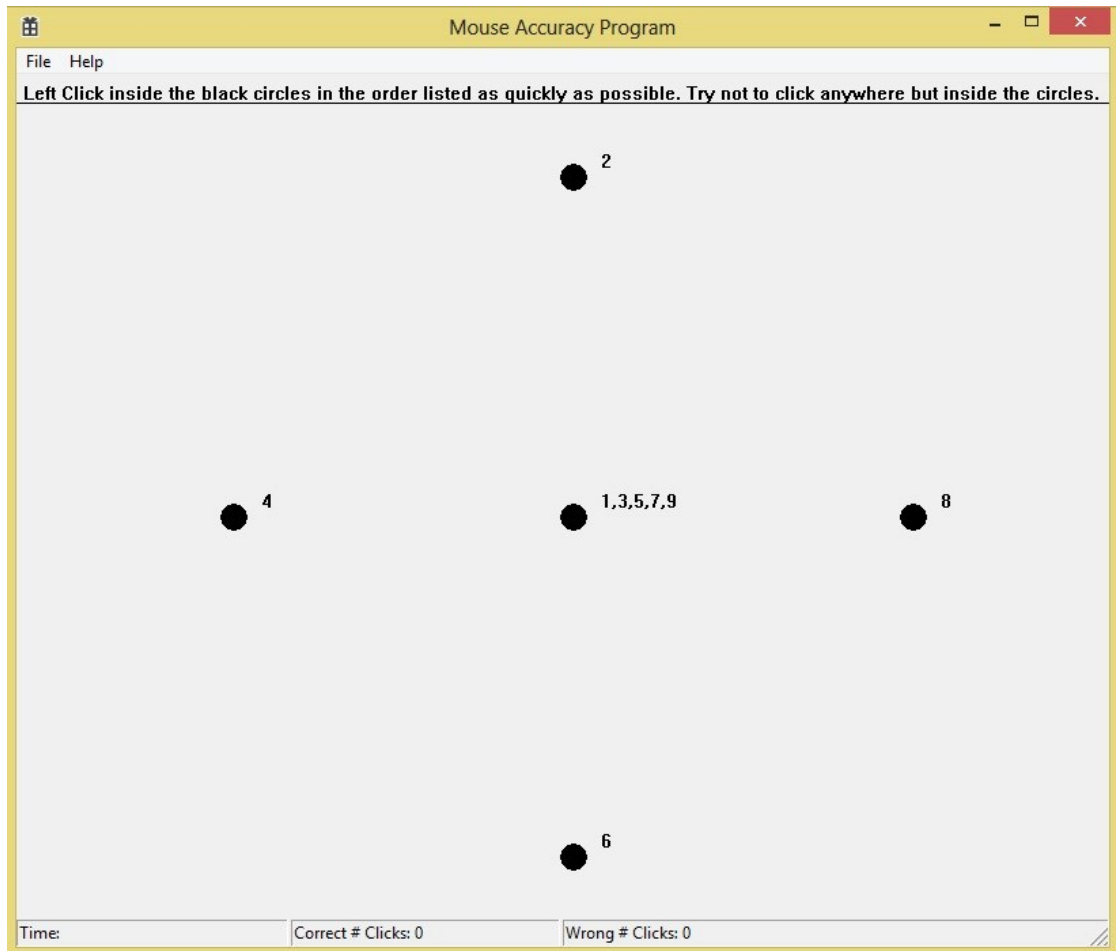 Mouse Accuracy Program
File Help
Left Click inside the black circles in the order listed as quickly as possible. Try not to click anywhere but inside the circles.
2
4 1,3,5,7,9 8
6
Time: Correct # Clicks: 0 Wrong # Clicks: 0